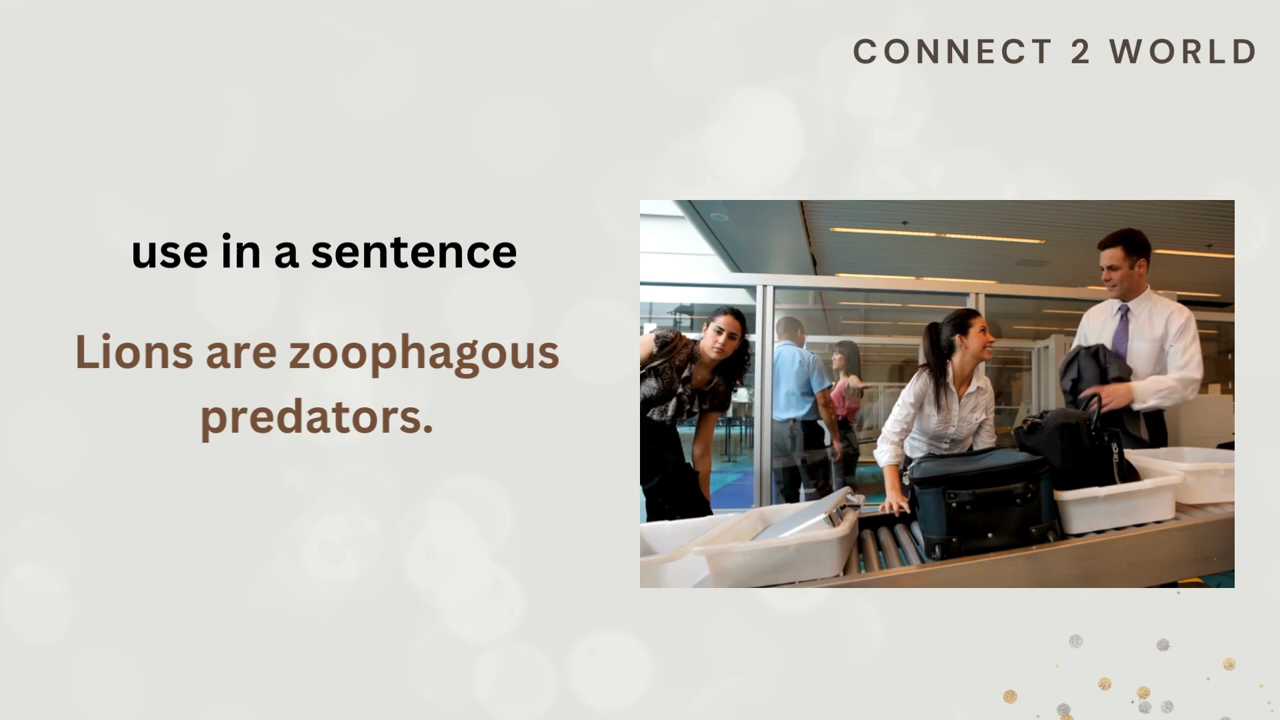 CONNECT 2 WORLD
use in a sentence
Lions are zoophagous
predators.